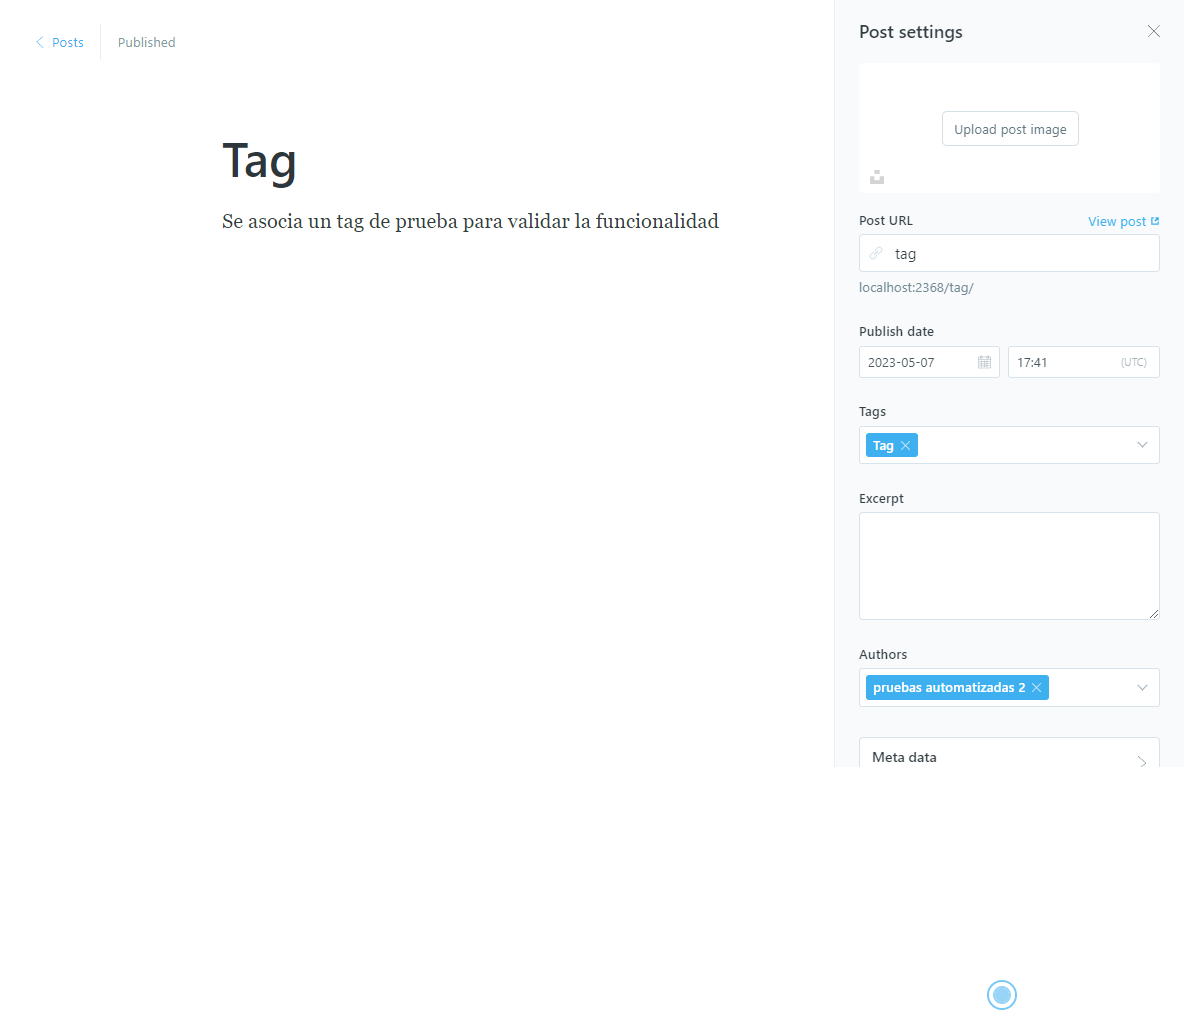 Posts
Published
Tag
Se asocia un tag de prueba para validar la funcionalidad
Post settings
Upload post image
Post URL
View post
tag
localhost:2368/tag/
Publish date
2023-05-07
17:41 (UTC)
Tags
Tag
Excerpt
Authors
pruebas automatizadas 2
Meta data